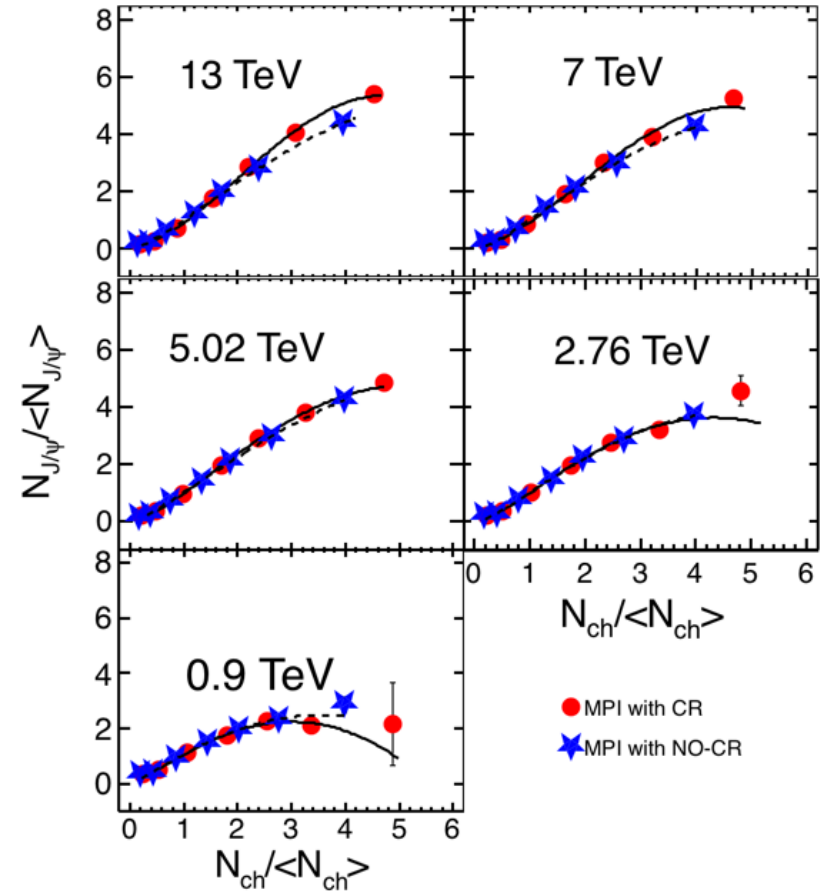 8
6
4
2
0
13 TeV
7 TeV
8
6
4
2
0
5.02 TeV
2.76 TeV
N_J/ψ/<N_J/ψ>
0 1 2 3 4 5 6
N_ch/<N_ch>
8
6
4
2
0
0.9 TeV
0 1 2 3 4 5 6
N_ch/<N_ch>
MPI with CR
MPI with NO-CR